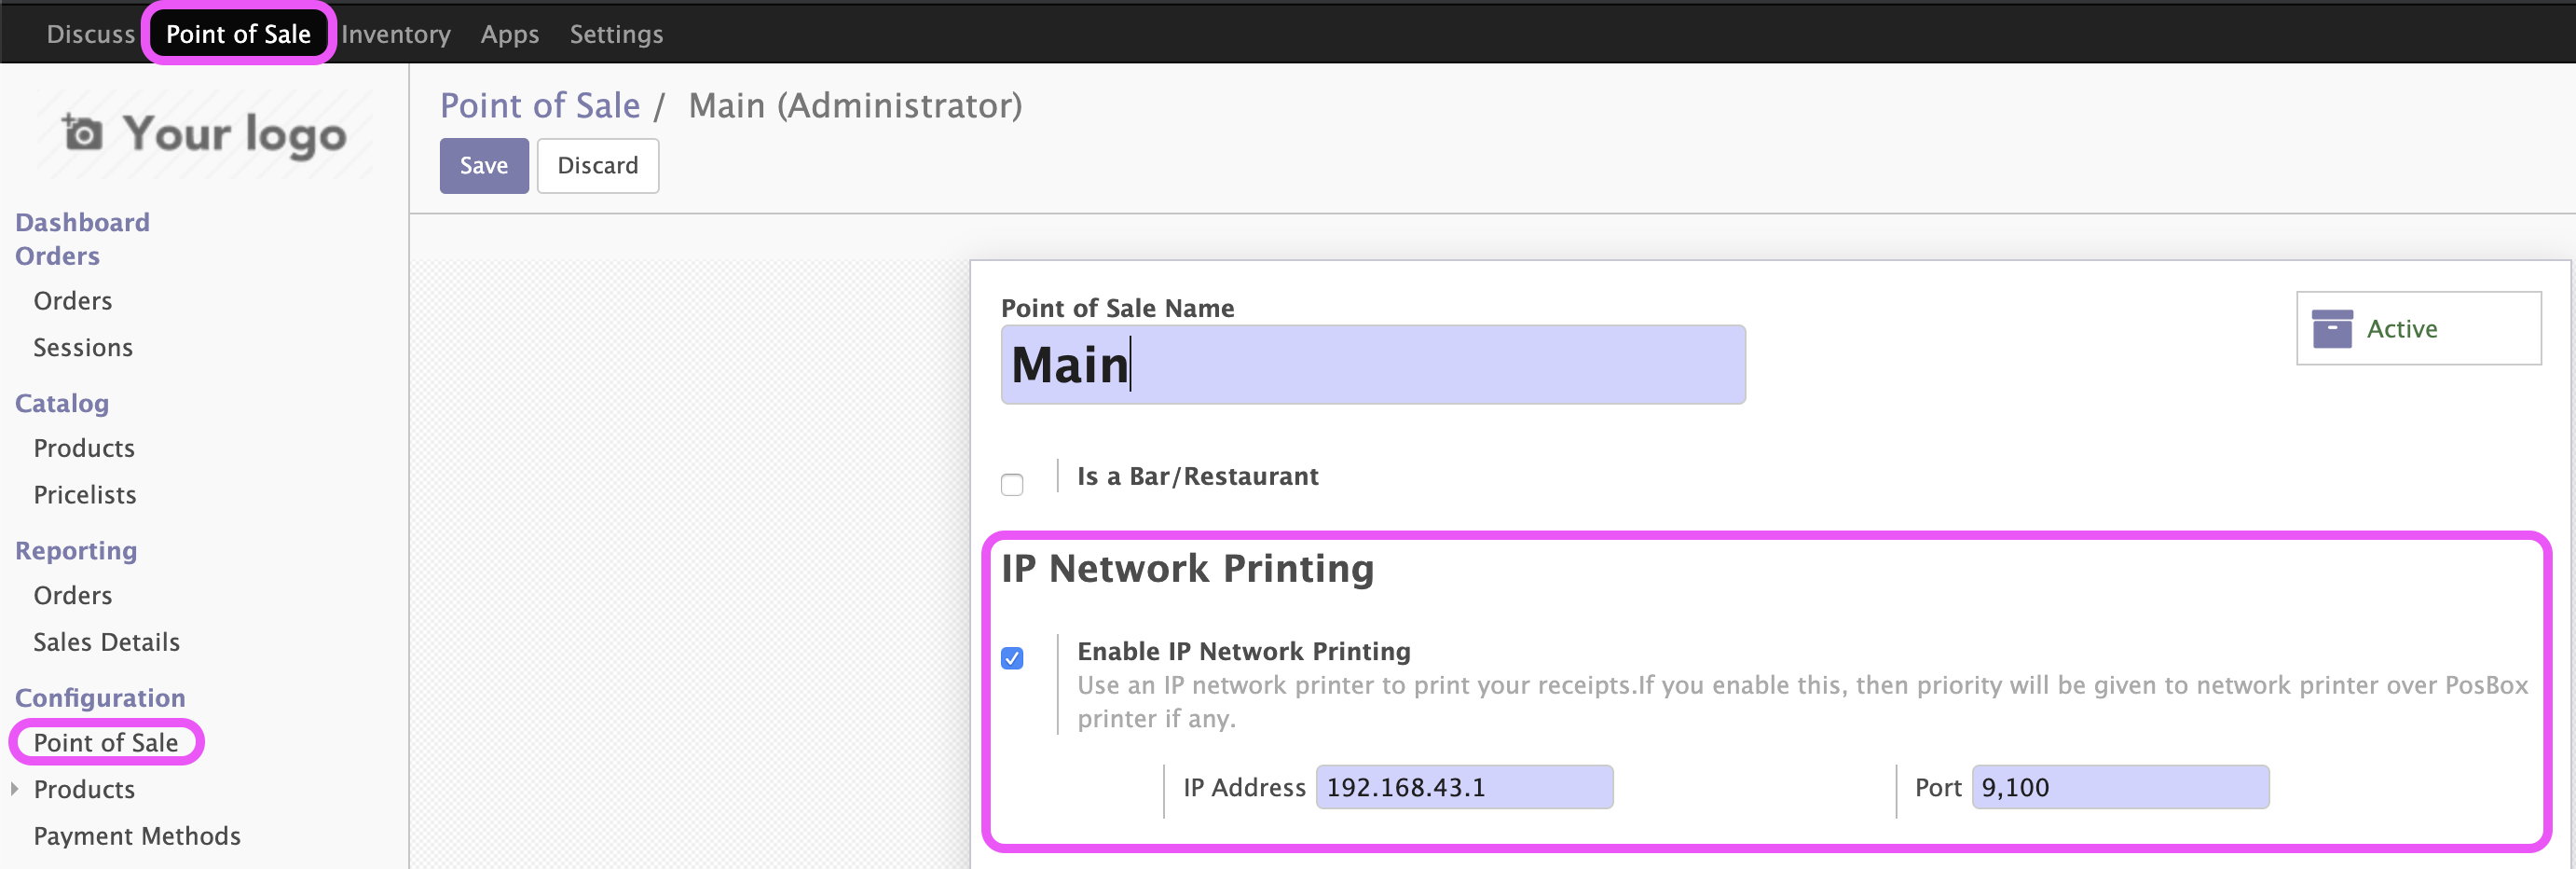 Discuss Point of Sale Inventory Apps Settings
Your logo
Point of Sale / Main (Administrator)
Save Discard
Dashboard
Orders
Orders
Sessions
Catalog
Products
Pricelists
Reporting
Orders
Sales Details
Configuration
Point of Sale
Products
Payment Methods
Point of Sale Name
Main
Active
Is a Bar/Restaurant
IP Network Printing
Enable IP Network Printing
Use an IP network printer to print your receipts.If you enable this, then priority will be given to network printer over PosBox
printer if any.
IP Address 192.168.43.1 Port 9,100